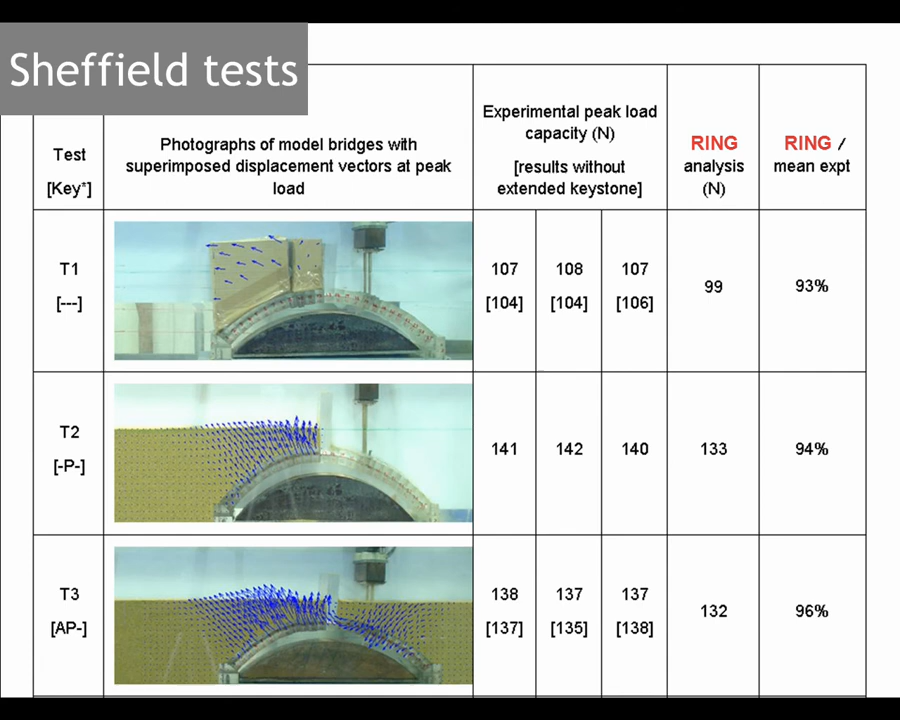 Sheffield tests
Test
[Key*]
Photographs of model bridges with
superimposed displacement vectors at peak
load
Experimental peak load
capacity (N)
[results without
extended keystone]
RING
analysis
(N)
RING /
mean expt
T1
[---]
107
[104]
108
[104]
107
[106]
99
93%
T2
[-P-]
141
142
140
133
94%
T3
[AP-]
138
[137]
137
[135]
137
[138]
132
96%